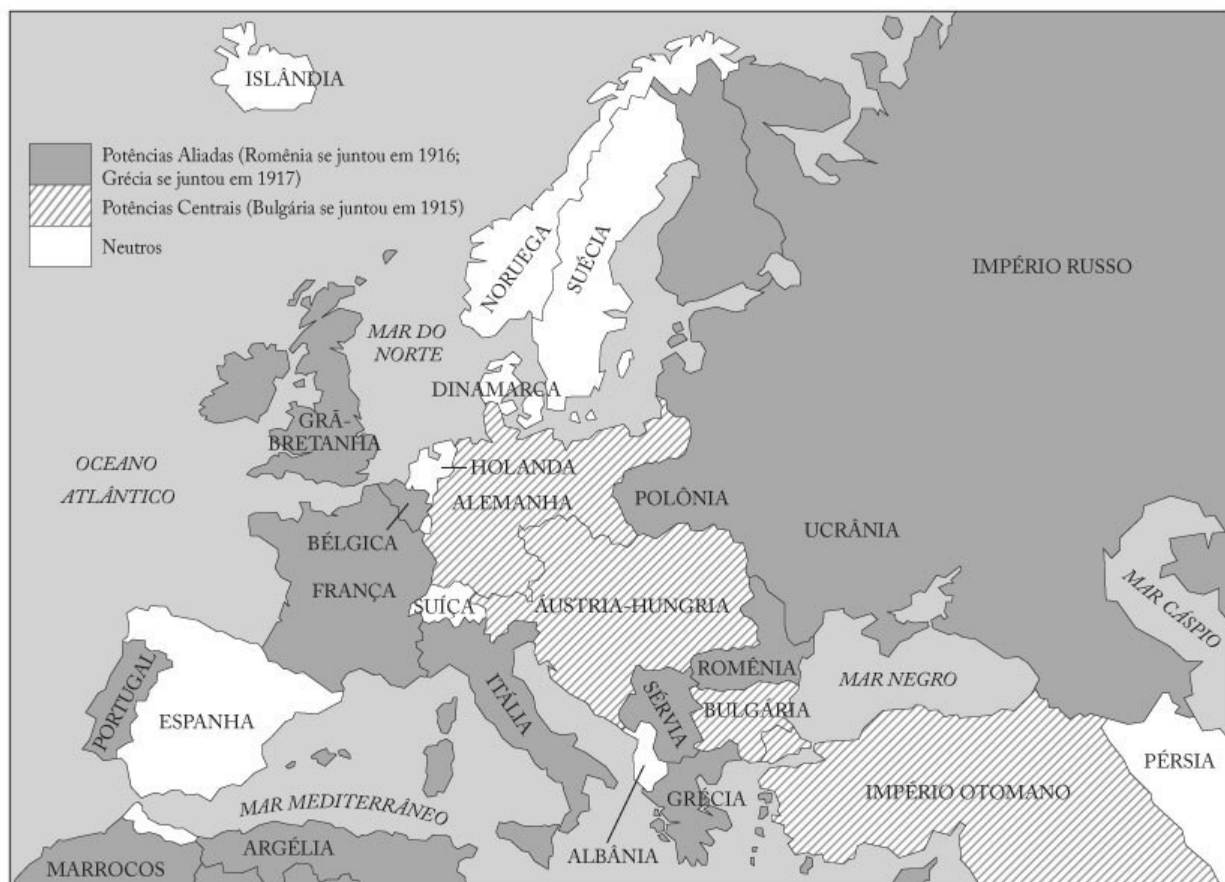 ISLÂNDIA
Potências Aliadas (Romênia se juntou em 1916;
Grécia se juntou em 1917)
Potências Centrais (Bulgária se juntou em 1915)
Neutros
NORUEGA
SUÉCIA
IMPÉRIO RUSSO
MAR DO
NORTE
DINAMARCA
GRÃ-
BRETANHA
OCEANO
ATLÂNTICO
HOLANDA
ALEMANHA
POLÔNIA
UCRÂNIA
BÉLGICA
FRANÇA
SUÍÇA
ÁUSTRIA-HUNGRIA
MAR CÁSPIO
ROMÊNIA
MAR NEGRO
PORTUGAL
ESPANHA
ITÁLIA
SÉRVIA
BULGÁRIA
PÉRSIA
MAR MEDITERRÂNEO
GRÉCIA
IMPÉRIO OTOMANO
ALBÂNIA
MARROCOS
ARGÉLIA